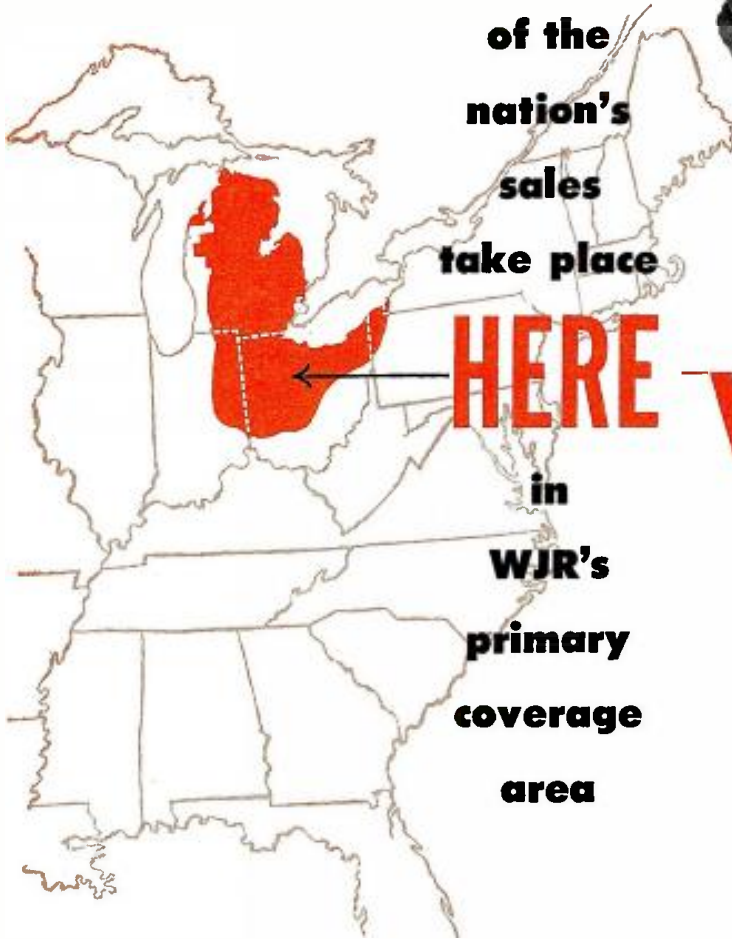 of the
nation's
sales
take place
HERE
in
WJR's
primary
coverage
area